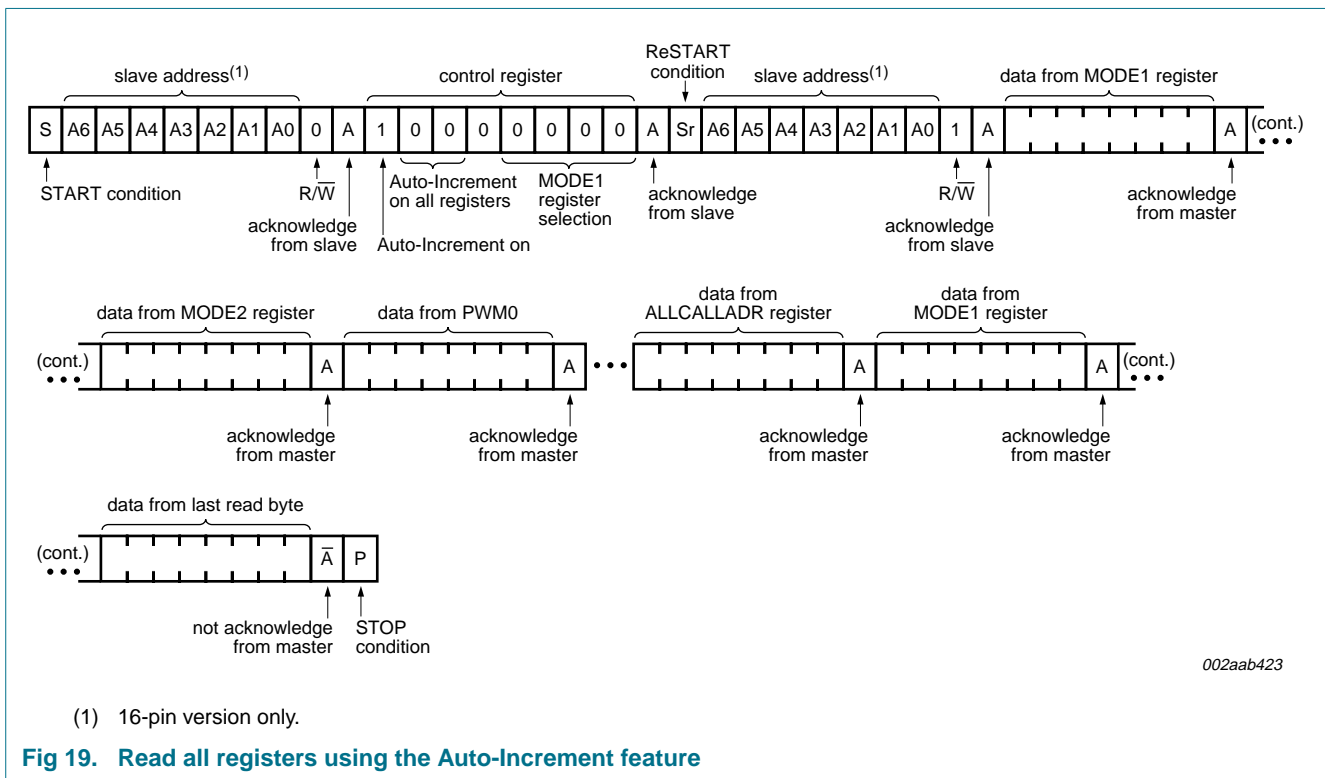 ReSTART
condition
slave address(1)
control register
slave address(1)
data from MODE1 register
S A6 A5 A4 A3 A2 A1 A0 0 A 1 0 0 0 0 0 0 0 A Sr A6 A5 A4 A3 A2 A1 A0 1 A A (cont.)
START condition
R/W̅
acknowledge
from slave
Auto-Increment
on all registers
Auto-Increment on
MODE1
register
selection
acknowledge
from slave
R/W̅
acknowledge
from slave
acknowledge
from master
data from MODE2 register
data from PWM0
data from
ALLCALLADR register
data from
MODE1 register
(cont.) A A A A (cont.)
acknowledge
from master
acknowledge
from master
acknowledge
from master
acknowledge
from master
data from last read byte
(cont.) A̅ P
not acknowledge
from master
STOP
condition
002aab423
(1) 16-pin version only.
Fig 19. Read all registers using the Auto-Increment feature